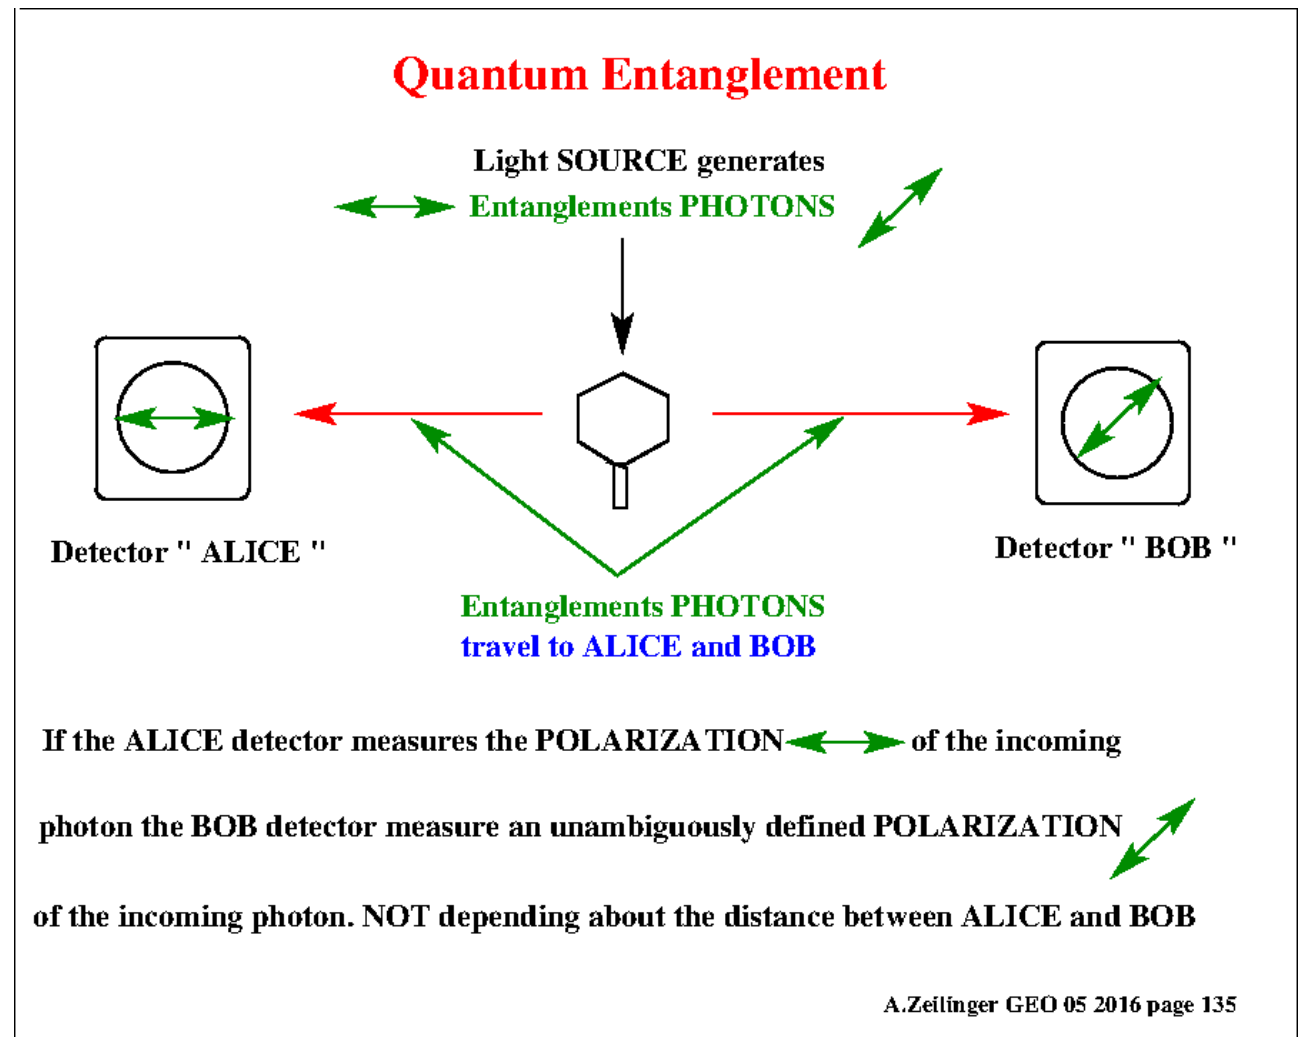 Quantum Entanglement
Light SOURCE generates
Entanglements PHOTONS
Detector " ALICE "
Detector " BOB "
Entanglements PHOTONS
travel to ALICE and BOB
If the ALICE detector measures the POLARIZATION of the incoming
photon the BOB detector measure an unambiguously defined POLARIZATION
of the incoming photon. NOT depending about the distance between ALICE and BOB
A.Zeilinger GEO 05 2016 page 135